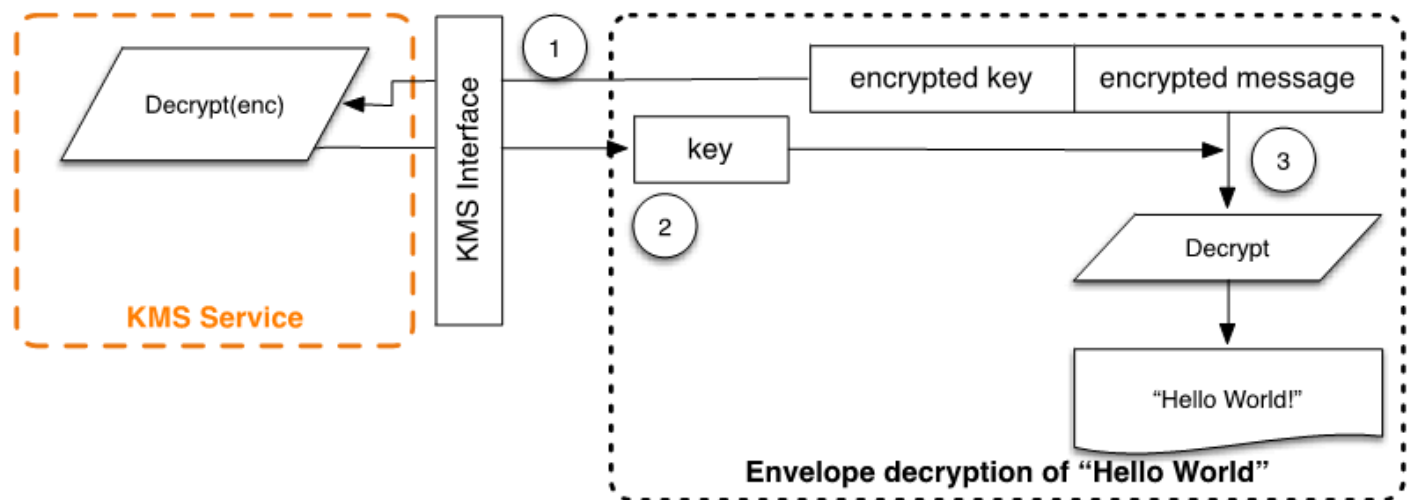 1
encrypted key
encrypted message
Decrypt(enc)
KMS Interface
key
3
2
Decrypt
KMS Service
“Hello World!”
Envelope decryption of “Hello World”